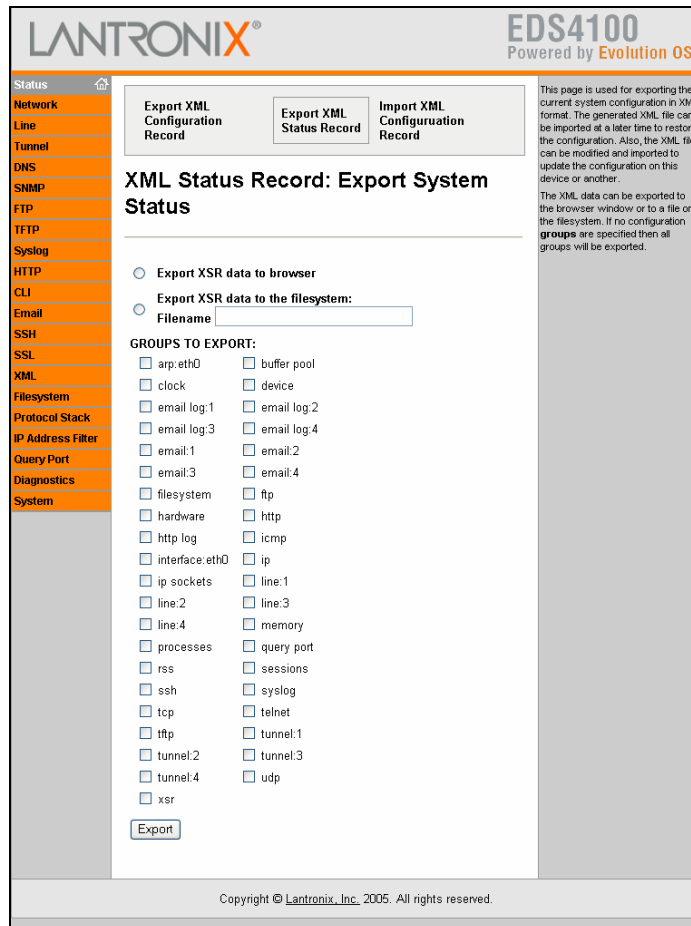 LANTRONIX®
EDS4100
Powered by Evolution OS
Status
Network
Line
Tunnel
DNS
SNMP
FTP
TFTP
Syslog
HTTP
CLI
Email
SSH
SSL
XML
Filesystem
Protocol Stack
IP Address Filter
Query Port
Diagnostics
System
Export XML
Configuration
Record
Export XML
Status Record
Import XML
Configuruation
Record
XML Status Record: Export System
Status
Export XSR data to browser
Export XSR data to the filesystem:
Filename
GROUPS TO EXPORT:
arp:eth0 buffer pool
clock device
email log:1 email log:2
email log:3 email log:4
email:1 email:2
email:3 email:4
filesystem ftp
hardware http
http log icmp
interface:eth0 ip
ip sockets line:1
line:2 line:3
line:4 memory
processes query port
rss sessions
ssh syslog
tcp telnet
tftp tunnel:1
tunnel:2 tunnel:3
tunnel:4 udp
xsr
Export
This page is used for exporting the
current system configuration in XML
format. The generated XML file can
be imported at a later time to restore
the configuration. Also, the XML file
can be modified and imported to
update the configuration on this
device or another.
The XML data can be exported to
the browser window or to a file on
the filesystem. If no configuration
groups are specified then all
groups will be exported.
Copyright © Lantronix, Inc. 2005. All rights reserved.